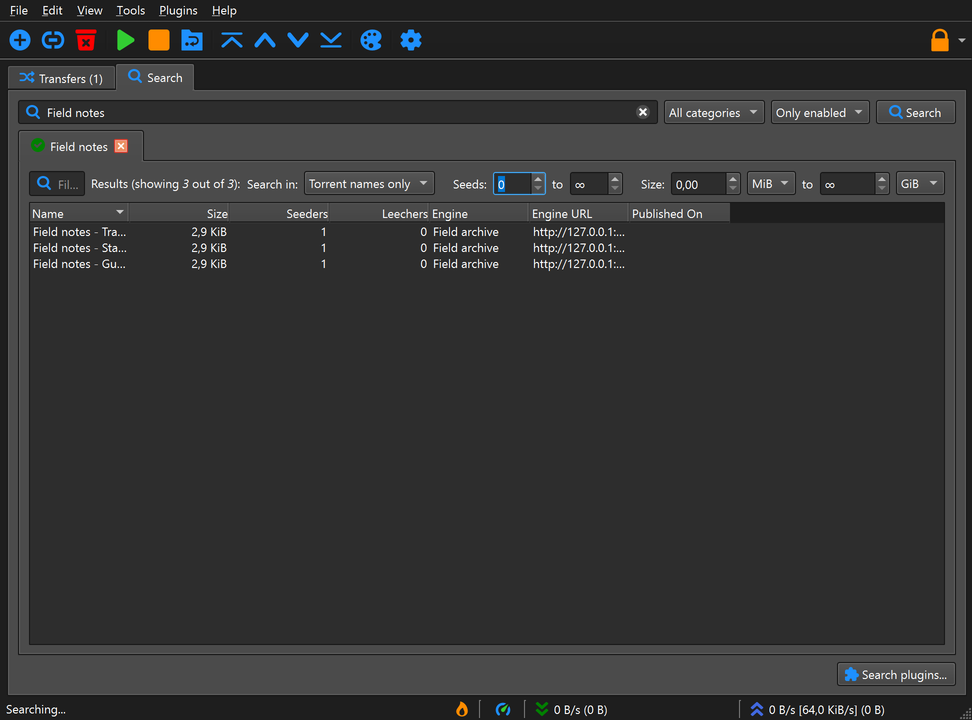 File Edit View Tools Plugins Help
Transfers (1) Search
Field notes All categories Only enabled Search
Field notes
Fil... Results (showing 3 out of 3): Search in: Torrent names only Seeds: 0 to ∞ Size: 0,00 MiB to ∞ GiB
Name Size Seeders Leechers Engine Engine URL Published On
Field notes - Tra... 2,9 KiB 1 0 Field archive http://127.0.0.1:...
Field notes - Sta... 2,9 KiB 1 0 Field archive http://127.0.0.1:...
Field notes - Gu... 2,9 KiB 1 0 Field archive http://127.0.0.1:...
Search plugins...
Searching... 0 B/s (0 B) 0 B/s [64,0 KiB/s] (0 B)